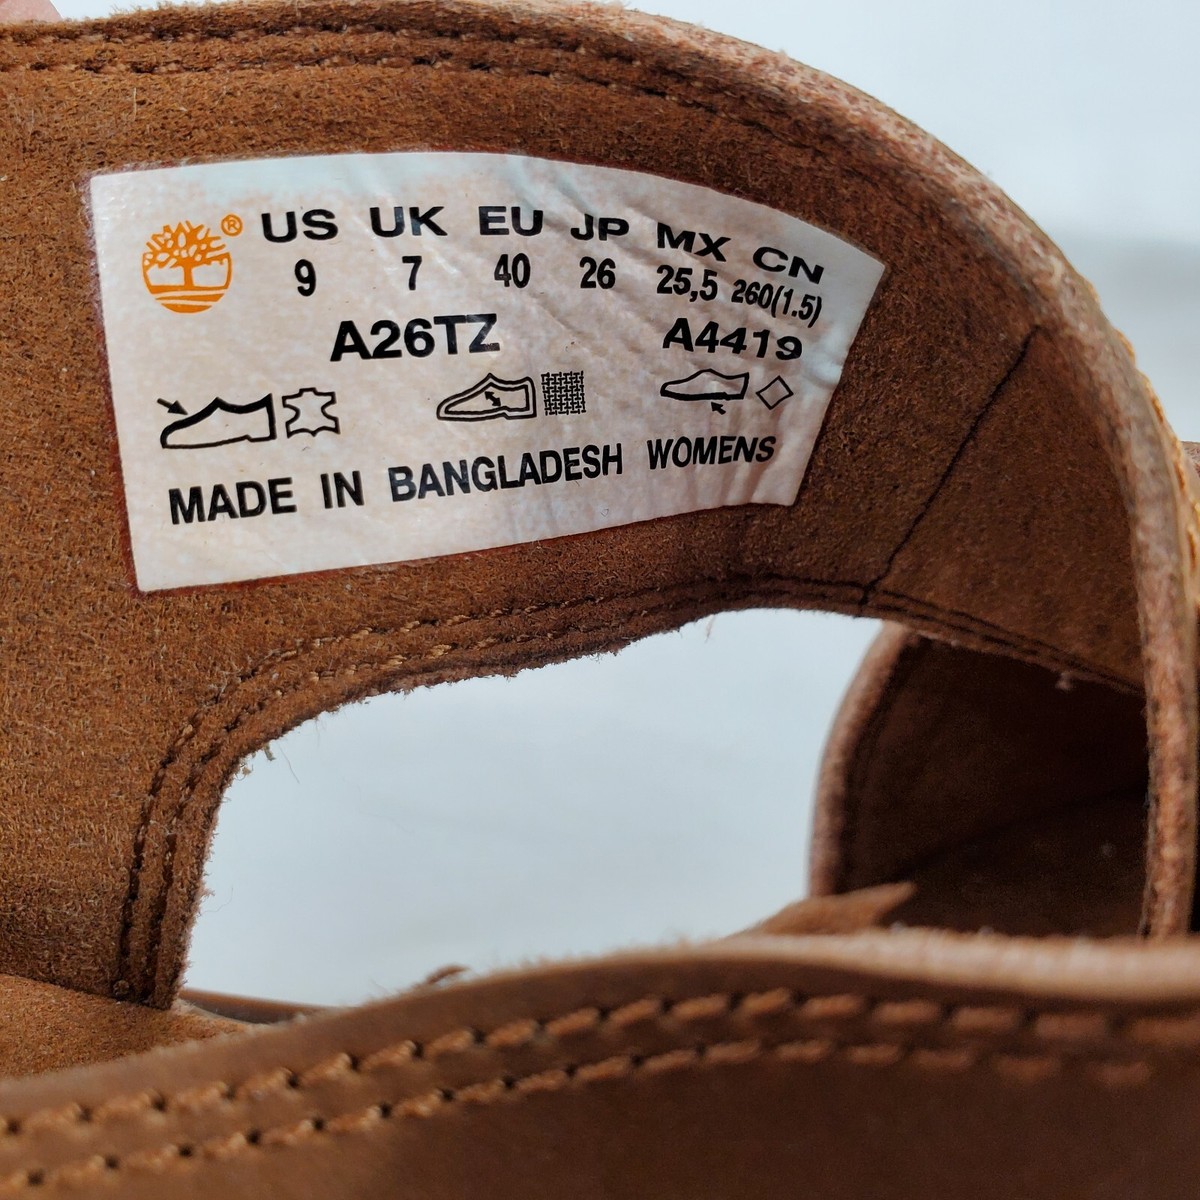 ® US UK EU JP MX CN
9 7 40 26 25,5 260(1.5)
A26TZ A4419
MADE IN BANGLADESH WOMENS